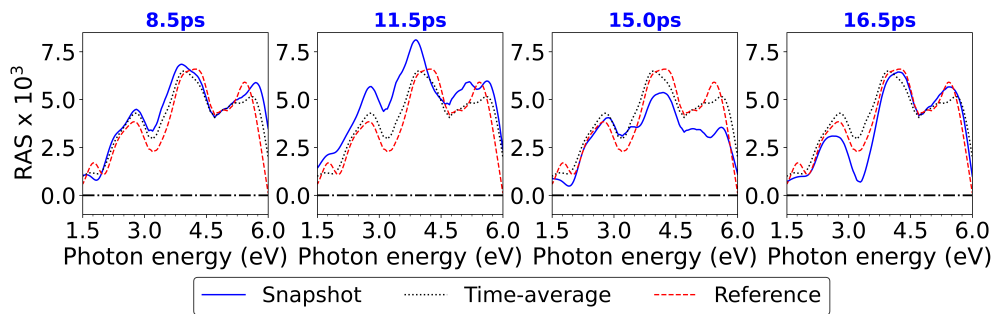 8.5ps 11.5ps 15.0ps 16.5ps
RAS x 10³
7.5 7.5 7.5 7.5
5.0 5.0 5.0 5.0
2.5 2.5 2.5 2.5
0.0 0.0 0.0 0.0
1.5 3.0 4.5 6.0 1.5 3.0 4.5 6.0 1.5 3.0 4.5 6.0 1.5 3.0 4.5 6.0
Photon energy (eV) Photon energy (eV) Photon energy (eV) Photon energy (eV)
Snapshot Time-average Reference